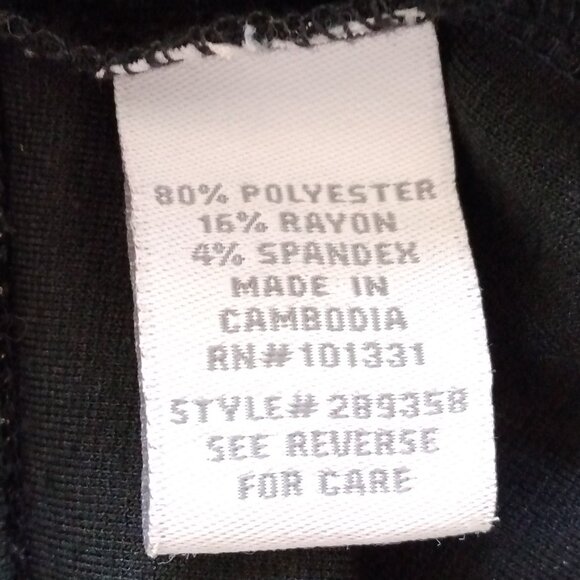 80% POLYESTER
16% RAYON
4% SPANDEX
MADE IN
CAMBODIA
RN#101331
STYLE#289358
SEE REVERSE
FOR CARE